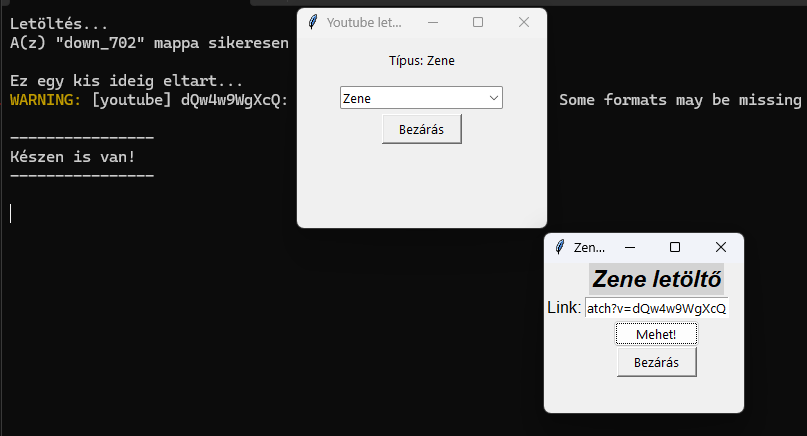 Letöltés...
A(z) "down_702" mappa sikeresen
Ez egy kis ideig eltart...
WARNING: [youtube] dQw4w9WgXcQ: Some formats may be missing
----------------
Készen is van!
----------------
Youtube let...
Típus: Zene
Zene
Bezárás
Zen...
Zene letöltő
Link: atch?v=dQw4w9WgXcQ
Mehet!
Bezárás